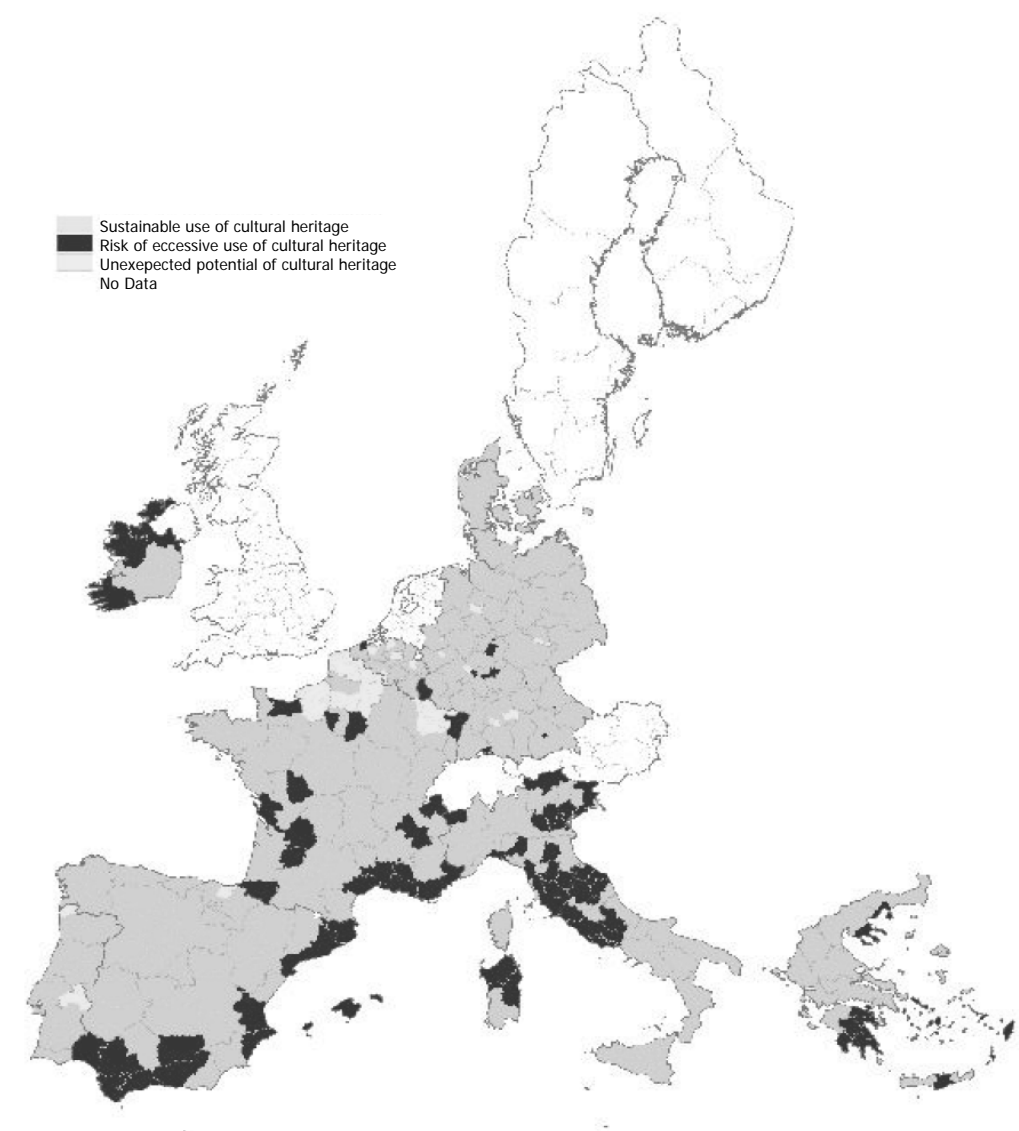 Sustainable use of cultural heritage
Risk of eccessive use of cultural heritage
Unexepected potential of cultural heritage
No Data